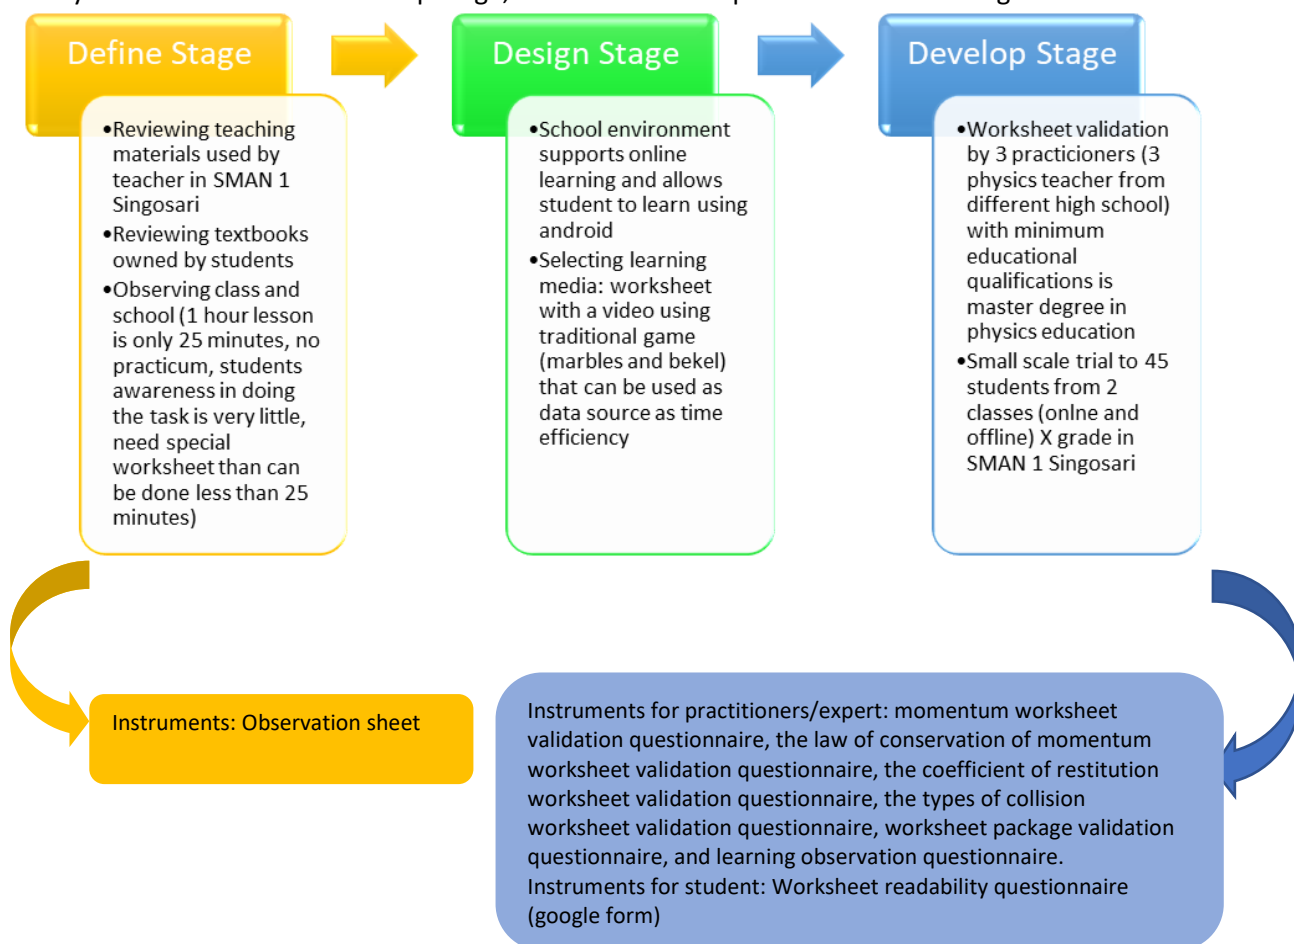 Define Stage
•Reviewing teaching
materials used by
teacher in SMAN 1
Singosari
•Reviewing textbooks
owned by students
•Observing class and
school (1 hour lesson
is only 25 minutes, no
practicum, students
awareness in doing
the task is very little,
need special
worksheet than can
be done less than 25
minutes)
Design Stage
•School environment
supports online
learning and allows
student to learn using
android
•Selecting learning
media: worksheet
with a video using
traditional game
(marbles and bekel)
that can be used as
data source as time
efficiency
Develop Stage
•Worksheet validation
by 3 practicioners (3
physics teacher from
different high school)
with minimum
educational
qualifications is
master degree in
physics education
•Small scale trial to 45
students from 2
classes (onlne and
offline) X grade in
SMAN 1 Singosari
Instruments: Observation sheet
Instruments for practitioners/expert: momentum worksheet
validation questionnaire, the law of conservation of momentum
worksheet validation questionnaire, the coefficient of restitution
worksheet validation questionnaire, the types of collision
worksheet validation questionnaire, worksheet package validation
questionnaire, and learning observation questionnaire.
Instruments for student: Worksheet readability questionnaire
(google form)